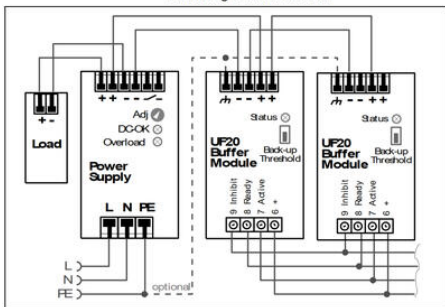 + + - - -
+ -
Load
Adj
DC-OK
Overload
Power
Supply
L N PE
- - + +
Status
UF20
Buffer
Module
Back-up
Threshold
9 Inhibit
8 Ready
7 Active
6 +
- - + +
Status
UF20
Buffer
Module
Back-up
Threshold
9 Inhibit
8 Ready
7 Active
6 +
L
N
PE
optional